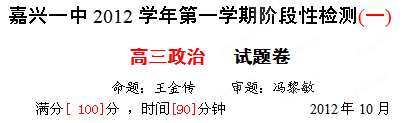 嘉兴一中 2012 学年第一学期阶段性检测(一)
高三政治 试题卷
命题：王金传 审题：冯黎敏
满分[ 100]分 ，时间[90]分钟 2012 年 10 月